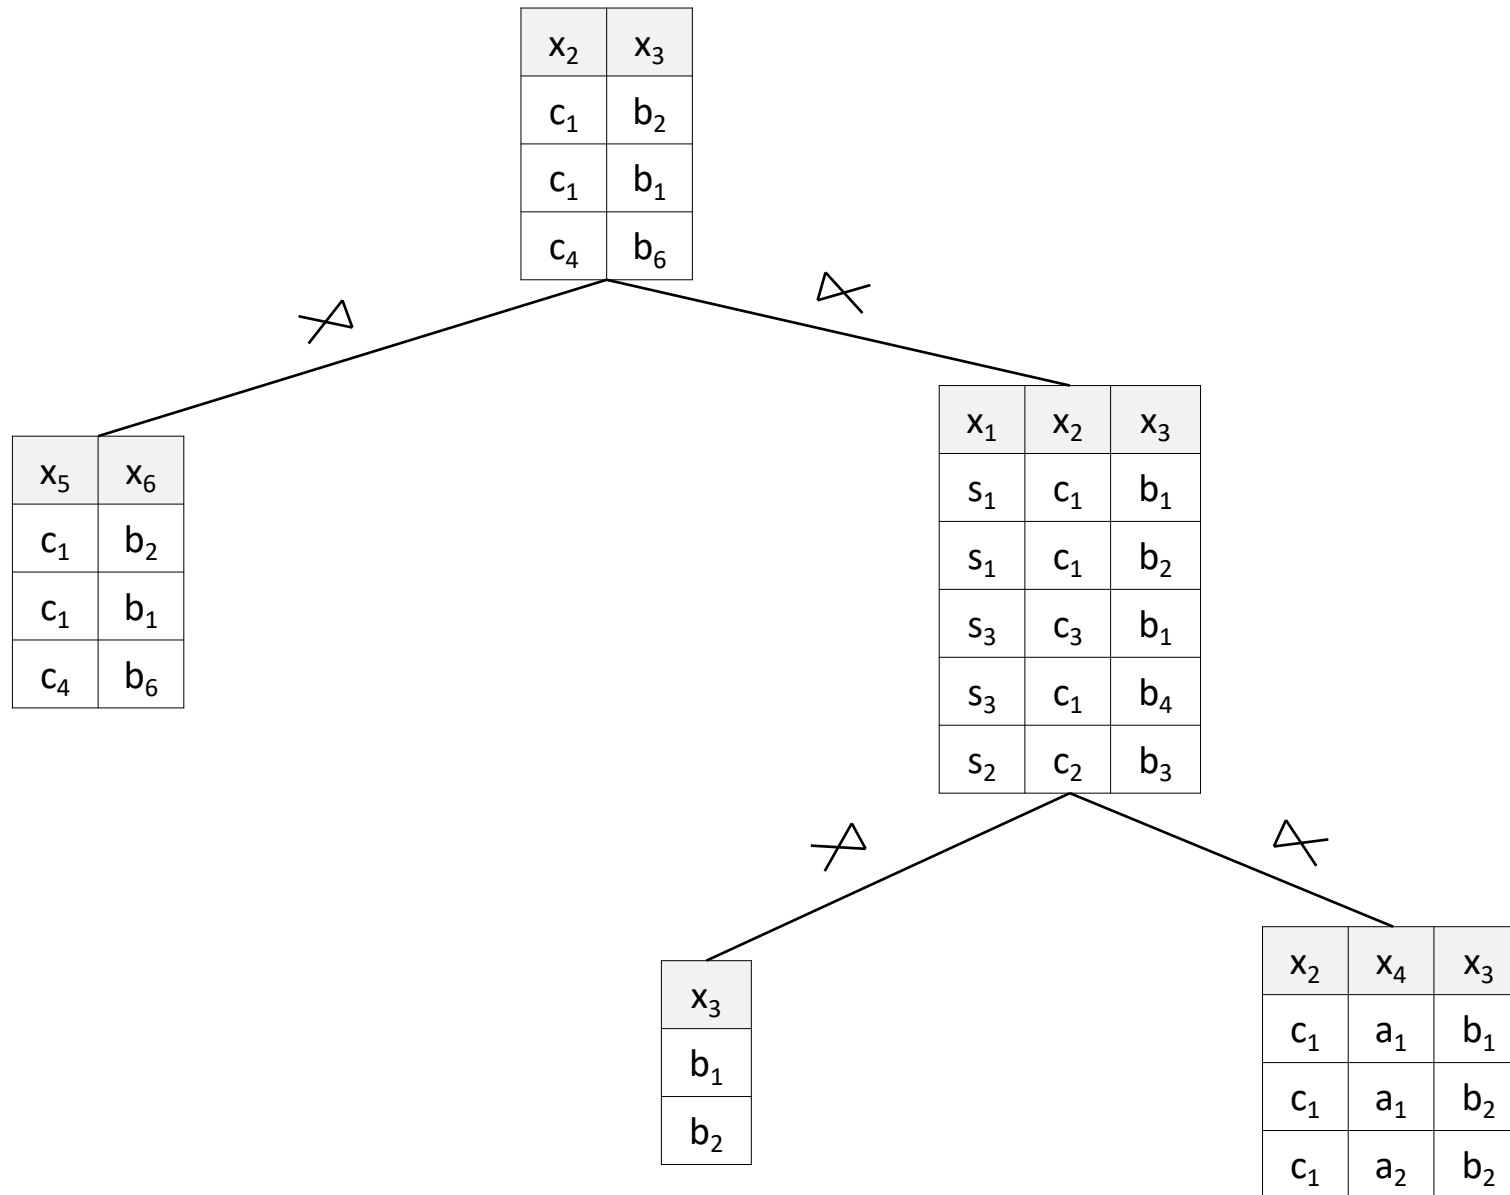 x₂ x₃
c₁ b₂
c₁ b₁
c₄ b₆
x₅ x₆
c₁ b₂
c₁ b₁
c₄ b₆
x₁ x₂ x₃
s₁ c₁ b₁
s₁ c₁ b₂
s₃ c₃ b₁
s₃ c₁ b₄
s₂ c₂ b₃
x₃
b₁
b₂
x₂ x₄ x₃
c₁ a₁ b₁
c₁ a₁ b₂
c₁ a₂ b₂